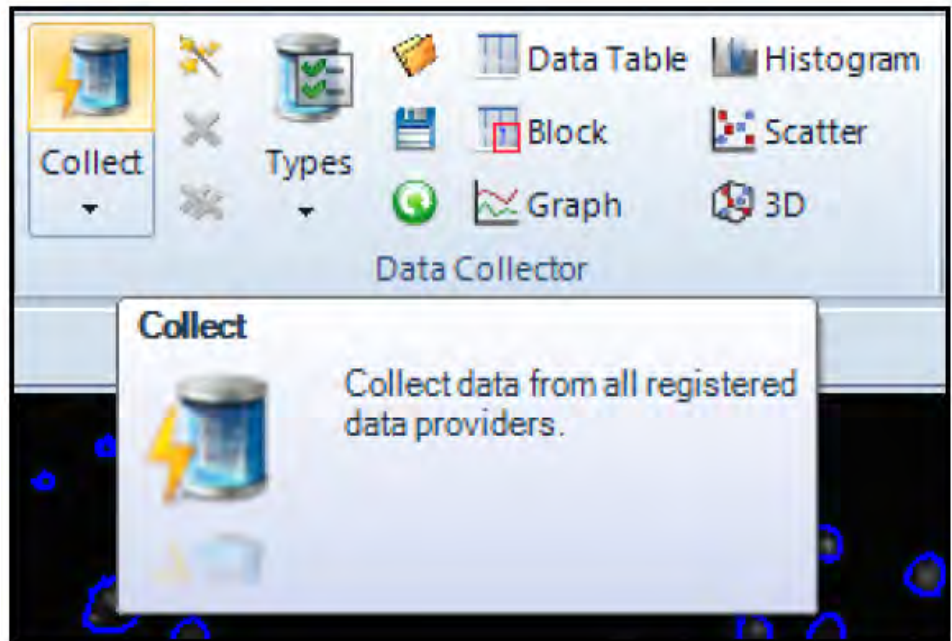 Collect
Types
Data Table
Histogram
Block
Scatter
Graph
3D
Data Collector
Collect
Collect data from all registered
data providers.